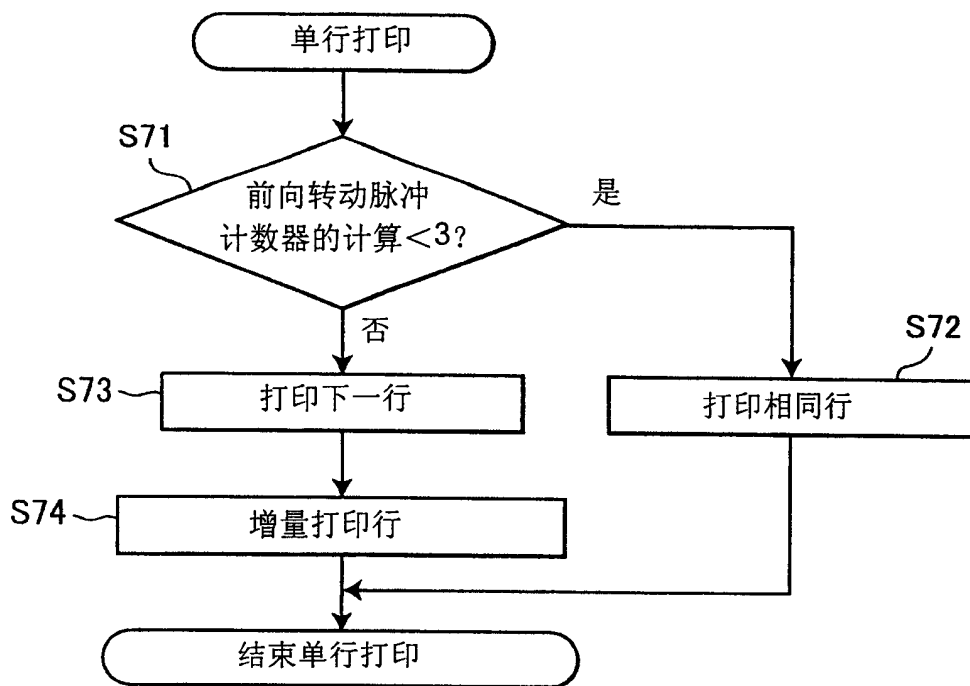 单行打印
S71
前向转动脉冲
计数器的计算<3?
是
否
S72
S73
打印下一行
打印相同行
S74
增量打印行
结束单行打印